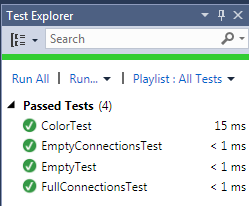 Test Explorer
Search
Run All | Run... | Playlist : All Tests
Passed Tests (4)
ColorTest 15 ms
EmptyConnectionsTest < 1 ms
EmptyTest < 1 ms
FullConnectionsTest < 1 ms